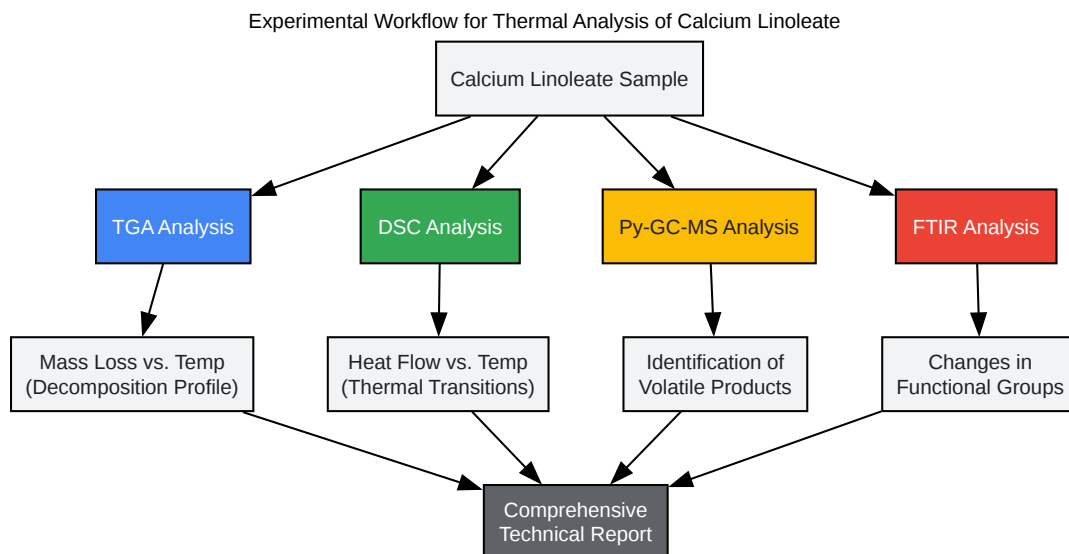 Experimental Workflow for Thermal Analysis of Calcium Linoleate
Calcium Linoleate Sample
TGA Analysis
DSC Analysis
Py-GC-MS Analysis
FTIR Analysis
Mass Loss vs. Temp
(Decomposition Profile)
Heat Flow vs. Temp
(Thermal Transitions)
Identification of
Volatile Products
Changes in
Functional Groups
Comprehensive
Technical Report